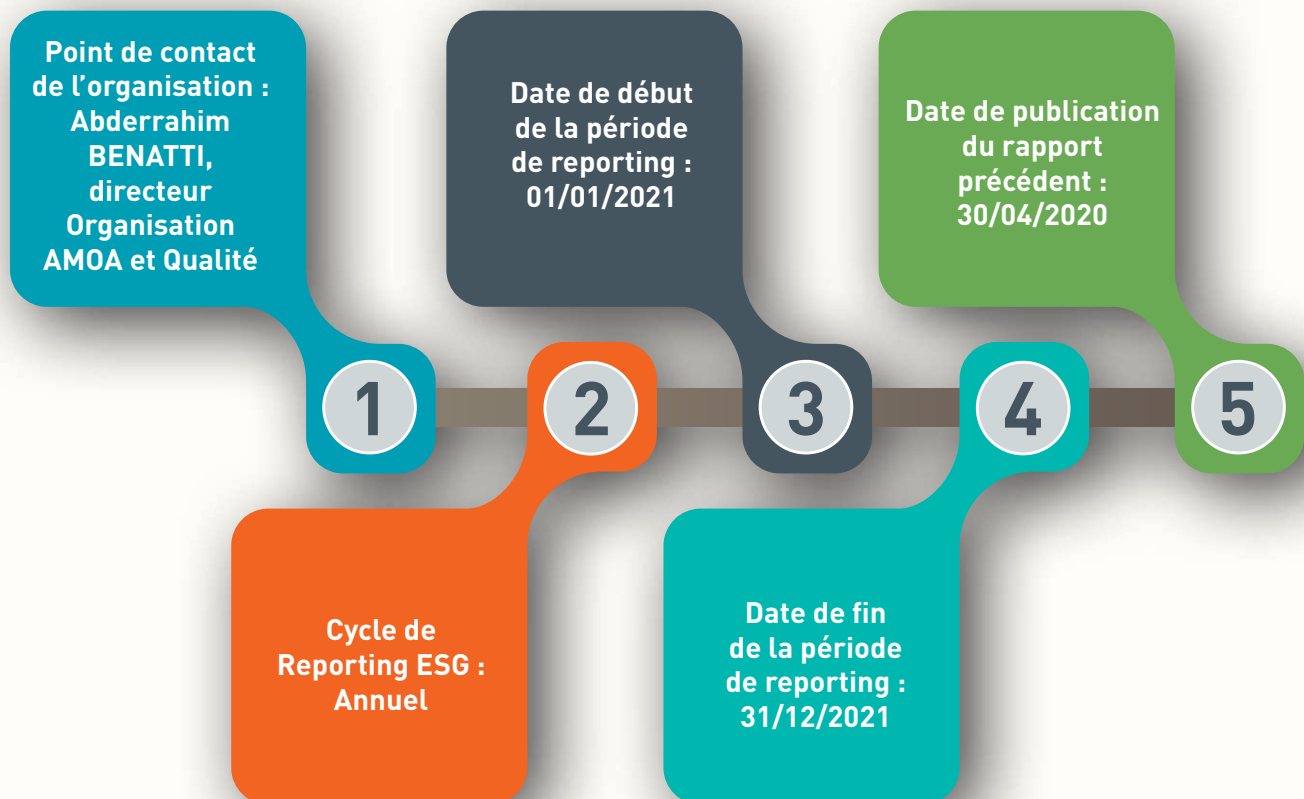 Point de contact
de l’organisation :
Abderrahim
BENATTI,
directeur
Organisation
AMOA et Qualité
1
Cycle de
Reporting ESG :
Annuel
2
Date de début
de la période
de reporting :
01/01/2021
3
Date de fin
de la période
de reporting :
31/12/2021
4
Date de publication
du rapport
précédent :
30/04/2020
5